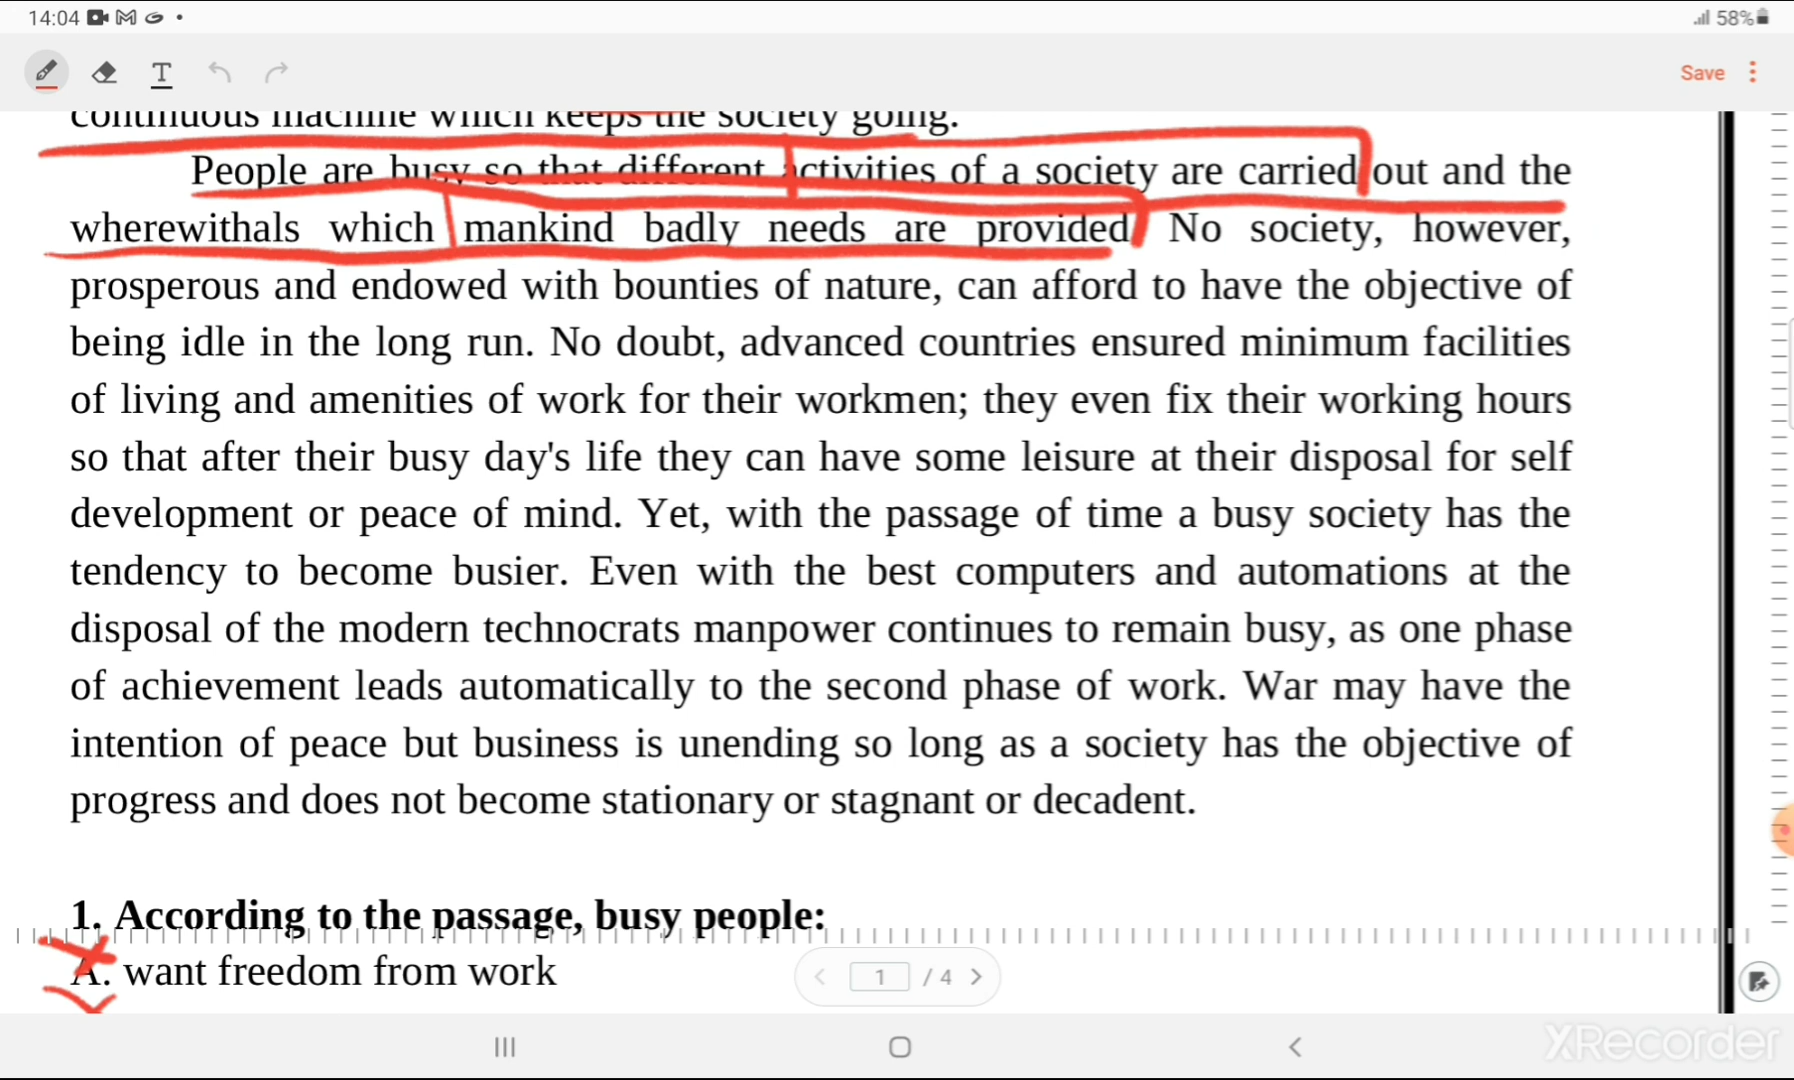 14:04
58%
Save
continuous machine which keeps the society going.
People are busy so that different activities of a society are carried out and the
wherewithals which mankind badly needs are provided. No society, however,
prosperous and endowed with bounties of nature, can afford to have the objective of
being idle in the long run. No doubt, advanced countries ensured minimum facilities
of living and amenities of work for their workmen; they even fix their working hours
so that after their busy day's life they can have some leisure at their disposal for self
development or peace of mind. Yet, with the passage of time a busy society has the
tendency to become busier. Even with the best computers and automations at the
disposal of the modern technocrats manpower continues to remain busy, as one phase
of achievement leads automatically to the second phase of work. War may have the
intention of peace but business is unending so long as a society has the objective of
progress and does not become stationary or stagnant or decadent.
1. According to the passage, busy people:
A. want freedom from work
1 / 4
XRecorder